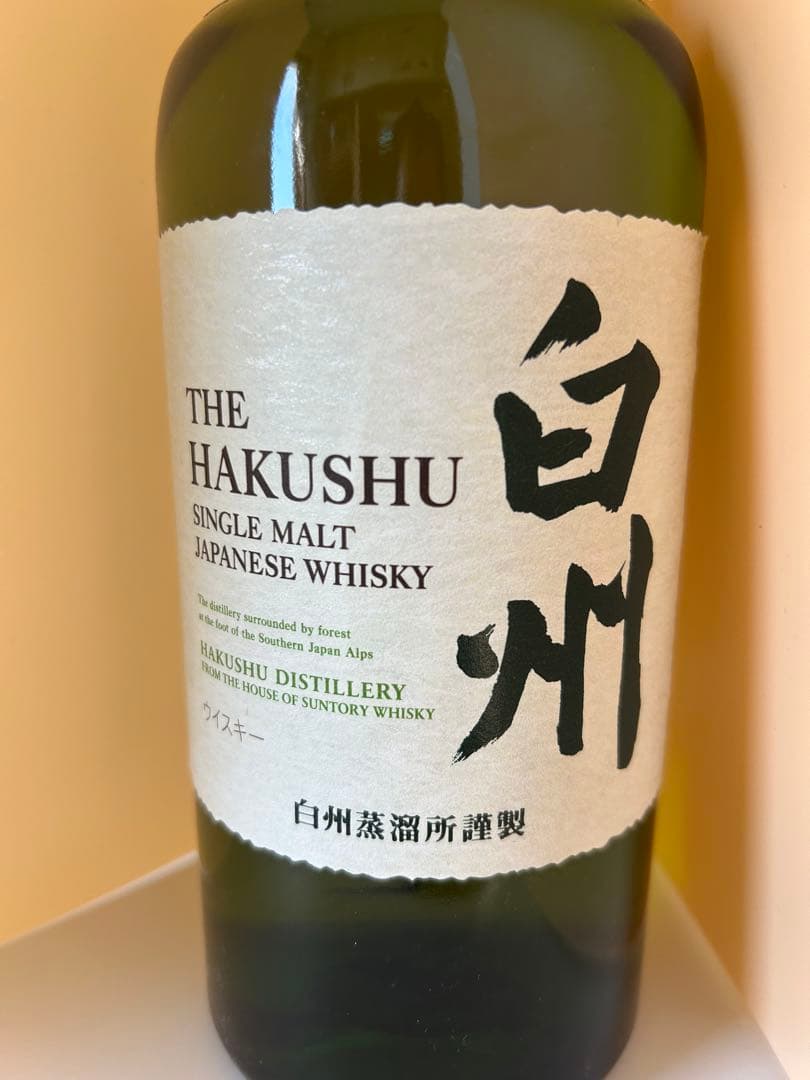 THE
HAKUSHU
SINGLE MALT
JAPANESE WHISKY
The distillery surrounded by forest
at the foot of the Southern Japan Alps
HAKUSHU DISTILLERY
FROM THE HOUSE OF SUNTORY WHISKY
ウイスキー
白州
白州蒸溜所謹製